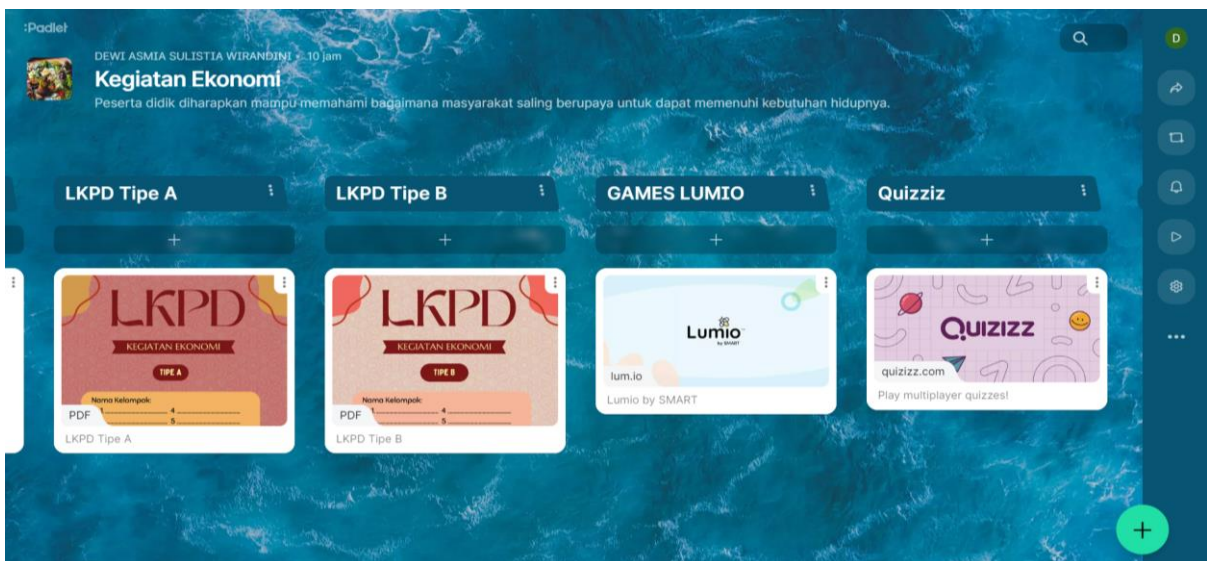 :Padlet
DEWI ASMIA SULISTIA WIRANDINI • 10 jam
Kegiatan Ekonomi
Peserta didik diharapkan mampu memahami bagaimana masyarakat saling berupaya untuk dapat memenuhi kebutuhan hidupnya.
D
LKPD Tipe A
LKPD Tipe B
GAMES LUMIO
Quizziz
LKPD
KEGIATAN EKONOMI
TIPE A
Nama Kelompok:
4
5
PDF
LKPD Tipe A
LKPD
KEGIATAN EKONOMI
TIPE B
Nama Kelompok:
4
5
PDF
LKPD Tipe B
Lumio
by SMART
lum.io
Lumio by SMART
QUIZIZZ
quizizz.com
Play multiplayer quizzes!